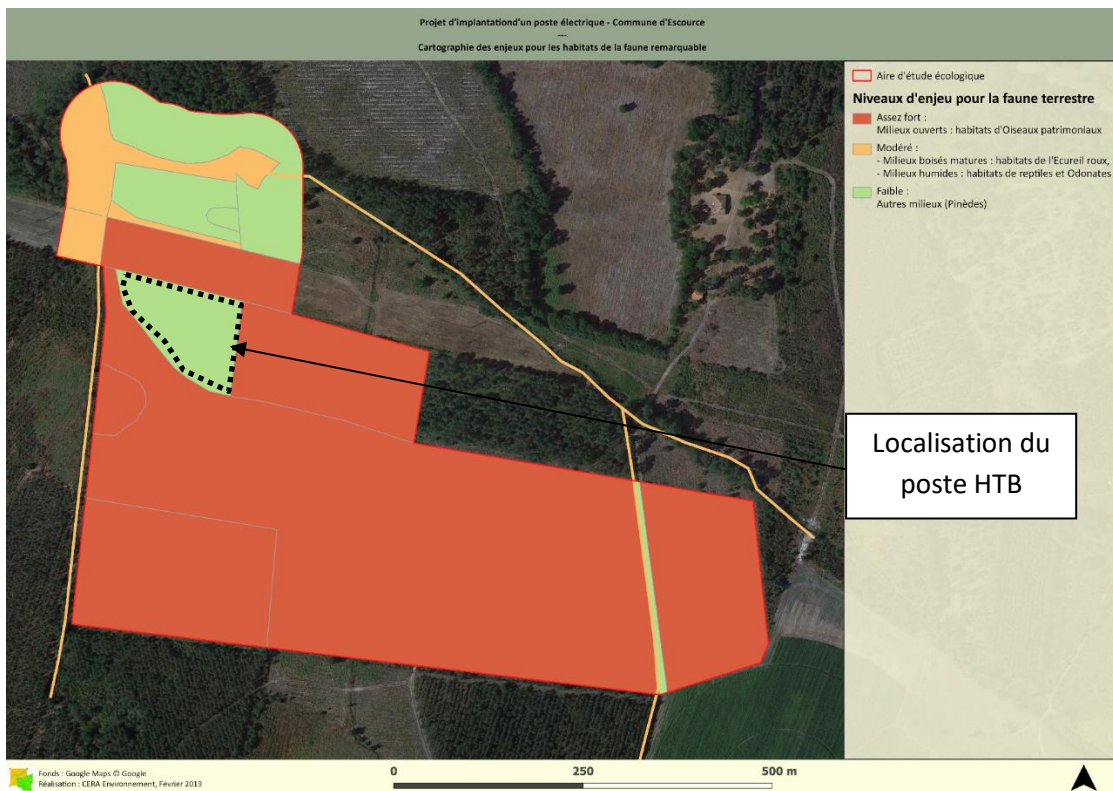 Projet d'implantationd'un poste électrique - Commune d'Escource
---
Cartographie des enjeux pour les habitats de la faune remarquable
Aire d'étude écologique
Niveaux d'enjeu pour la faune terrestre
Assez fort :
Milieux ouverts : habitats d'Oiseaux patrimoniaux
Modéré :
- Milieux boisés matures : habitats de l'Ecureil roux,
- Milieux humides : habitats de reptiles et Odonates
Faible :
Autres milieux (Pinèdes)
Localisation du
poste HTB
Fonds : Google Maps © Google
Réalisation : CERA Environnement, Février 2019
0 250 500 m